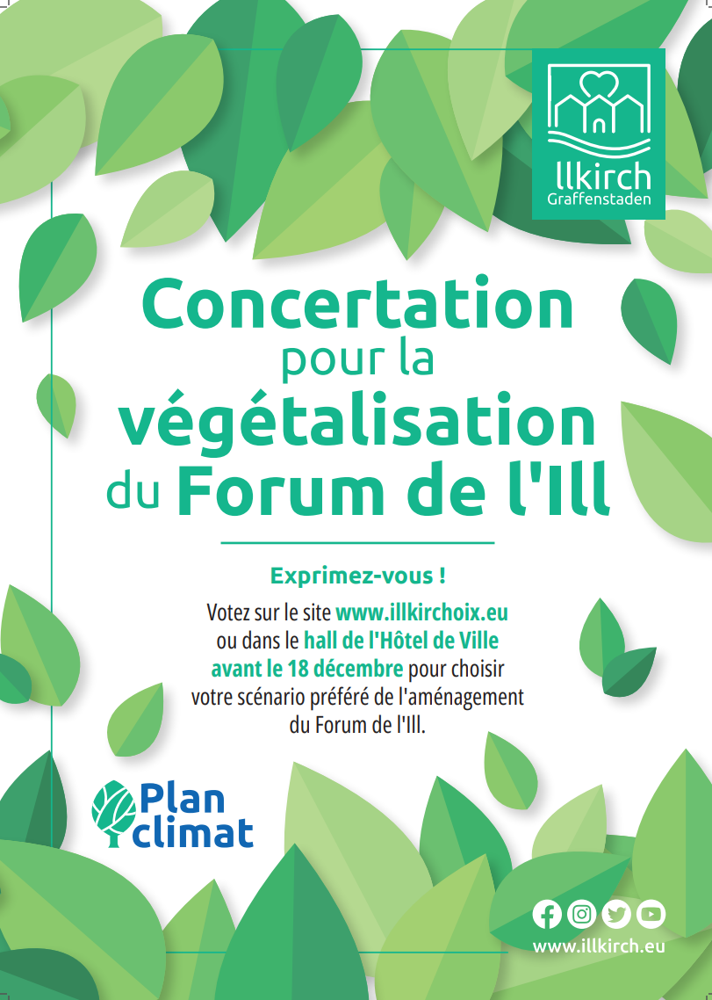 Illkirch
Graffenstaden
Concertation
pour la
végétalisation
du Forum de l'Ill
Exprimez-vous !
Votez sur le site www.illkirchoix.eu
ou dans le hall de l'Hôtel de Ville
avant le 18 décembre pour choisir
votre scénario préféré de l'aménagement
du Forum de l'Ill.
Plan
climat
www.illkirch.eu